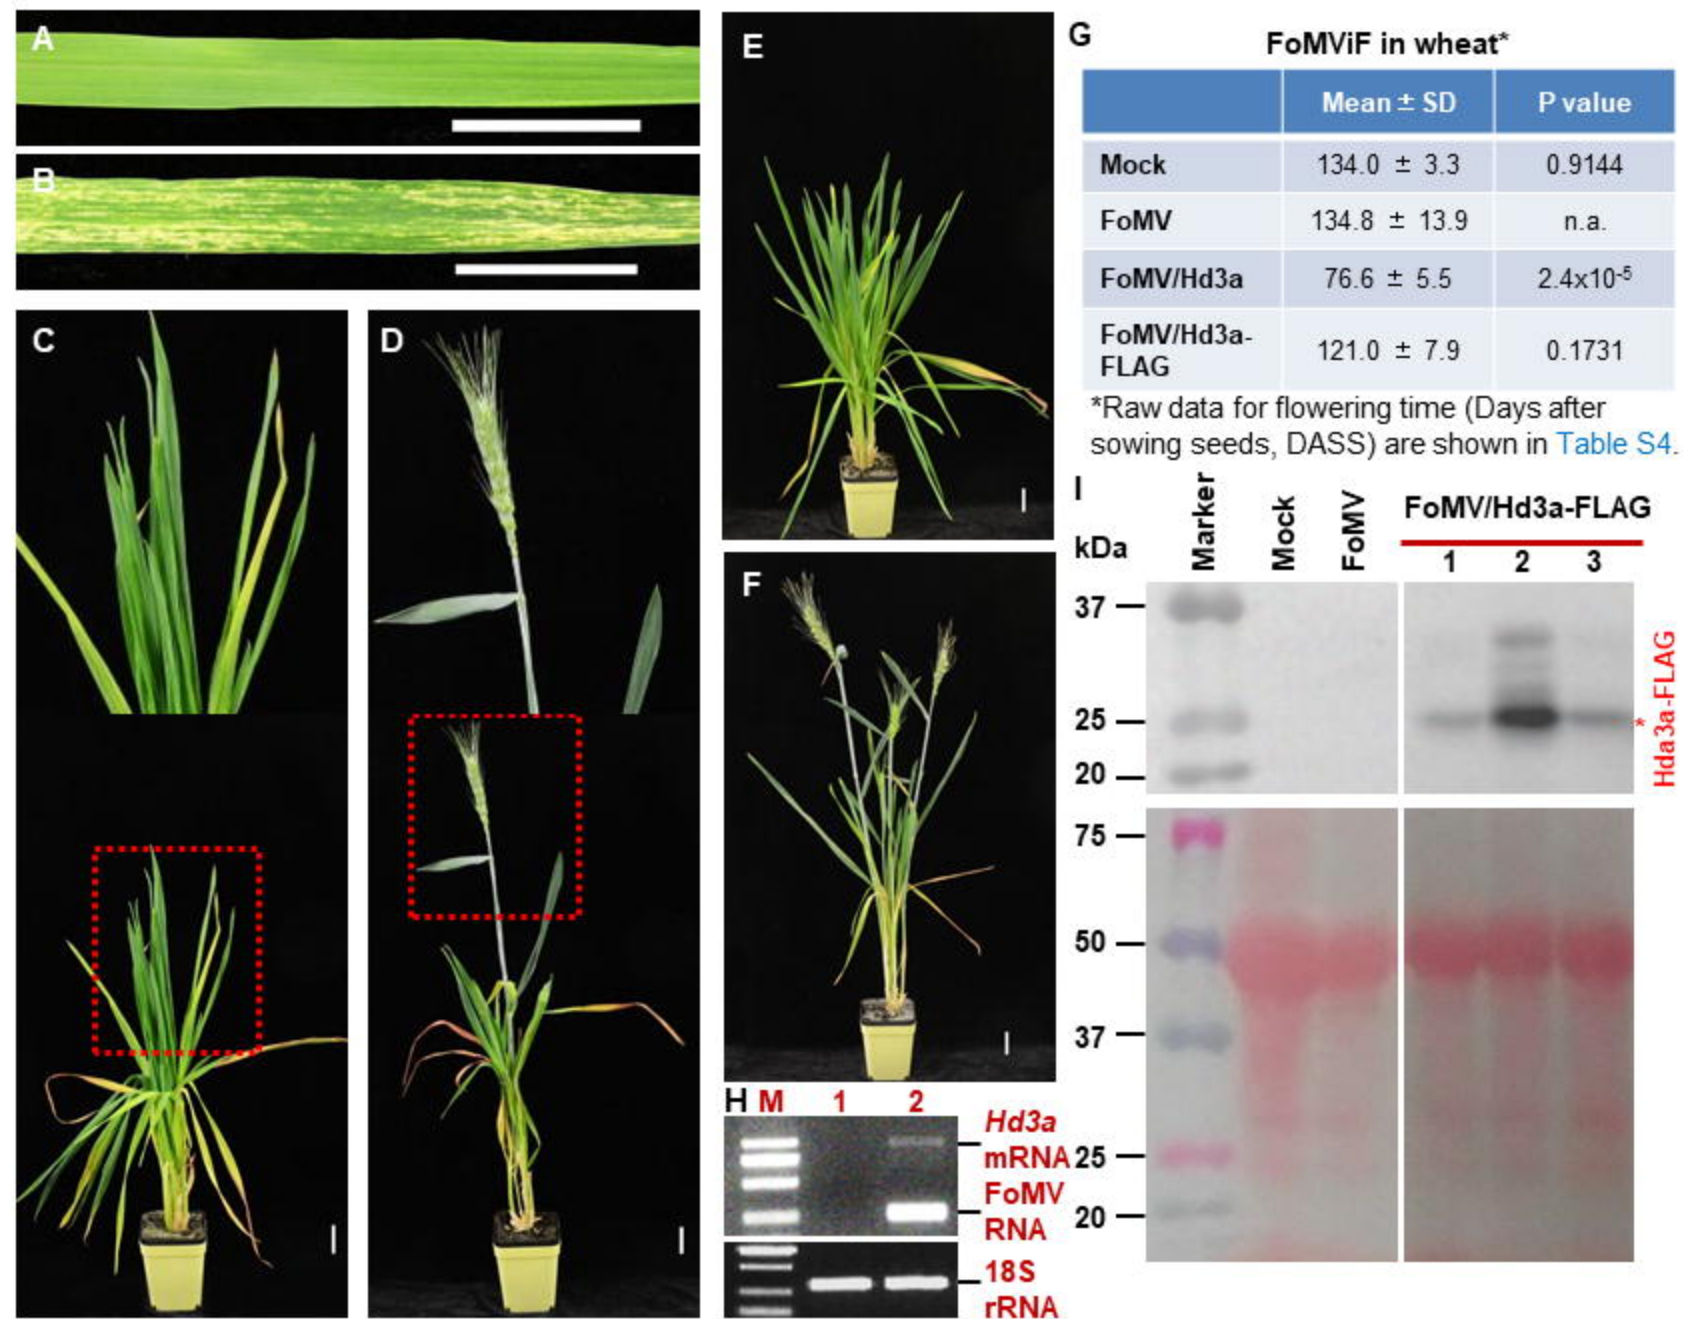 A
B
C
D
E
F
G
FoMViF in wheat*
Mean ± SD P value
Mock 134.0 ± 3.3 0.9144
FoMV 134.8 ± 13.9 n.a.
FoMV/Hd3a 76.6 ± 5.5 2.4x10-5
FoMV/Hd3a-
FLAG
121.0 ± 7.9 0.1731
*Raw data for flowering time (Days after
sowing seeds, DASS) are shown in Table S4.
H M 1 2
Hd3a
mRNA
FoMV
RNA
18S
rRNA
I
kDa
Marker
Mock
FoMV
FoMV/Hd3a-FLAG
1 2 3
37
25
20
* Hda3a-FLAG
75
50
37
25
20